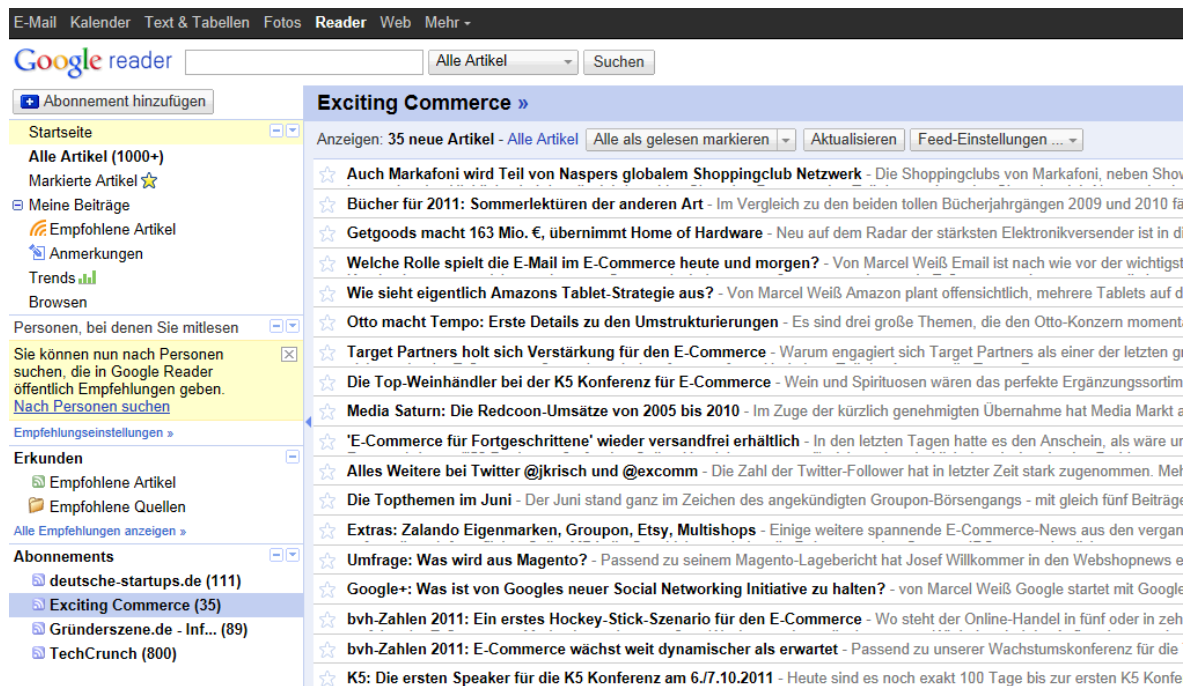 E-Mail Kalender Text & Tabellen Fotos Reader Web Mehr
Google reader Alle Artikel Suchen
Abonnement hinzufügen
Startseite
Alle Artikel (1000+)
Markierte Artikel
Meine Beiträge
Empfohlene Artikel
Anmerkungen
Trends
Browsen
Personen, bei denen Sie mitlesen
Sie können nun nach Personen
suchen, die in Google Reader
öffentlich Empfehlungen geben.
Nach Personen suchen
Empfehlungseinstellungen »
Erkunden
Empfohlene Artikel
Empfohlene Quellen
Alle Empfehlungen anzeigen »
Abonnements
deutsche-startups.de (111)
Exciting Commerce (35)
Gründerszene.de - Inf... (89)
TechCrunch (800)
Exciting Commerce »
Anzeigen: 35 neue Artikel - Alle Artikel Alle als gelesen markieren Aktualisieren Feed-Einstellungen ...
Auch Markafoni wird Teil von Naspers globalem Shoppingclub Netzwerk - Die Shoppingclubs von Markafoni, neben
Bücher für 2011: Sommerlektüren der anderen Art - Im Vergleich zu den beiden tollen Bücherjahrgängen 2009 und 2010
Getgoods macht 163 Mio. €, übernimmt Home of Hardware - Neu auf dem Radar der stärksten Elektronikversender ist in
Welche Rolle spielt die E-Mail im E-Commerce heute und morgen? - Von Marcel Weiß Email ist nach wie vor der
Wie sieht eigentlich Amazons Tablet-Strategie aus? - Von Marcel Weiß Amazon plant offensichtlich, mehrere Tablets auf
Otto macht Tempo: Erste Details zu den Umstrukturierungen - Es sind drei große Themen, die den Otto-Konzern
Target Partners holt sich Verstärkung für den E-Commerce - Warum engagiert sich Target Partners als einer der letzten
Die Top-Weinhändler bei der K5 Konferenz für E-Commerce - Wein und Spirituosen wären das perfekte
Media Saturn: Die Redcoon-Umsätze von 2005 bis 2010 - Im Zuge der kürzlich genehmigten Übernahme hat Media Markt
'E-Commerce für Fortgeschrittene' wieder versandfrei erhältlich - In den letzten Tagen hatte es den Anschein, als wäre
Alles Weitere bei Twitter @jkrisch und @excomm - Die Zahl der Twitter-Follower hat in letzter Zeit stark zugenommen.
Die Topthemen im Juni - Der Juni stand ganz im Zeichen des angekündigten Groupon-Börsengangs - mit gleich fünf Beiträge
Extras: Zalando Eigenmarken, Groupon, Etsy, Multishops - Einige weitere spannende E-Commerce-News aus den
Umfrage: Was wird aus Magento? - Passend zu seinem Magento-Lagebericht hat Josef Willkommer in den Webshopnews
Google+: Was ist von Googles neuer Social Networking Initiative zu halten? - von Marcel Weiß Google startet mit Google
bvh-Zahlen 2011: Ein erstes Hockey-Stick-Szenario für den E-Commerce - Wo steht der Online-Handel in fünf oder in
bvh-Zahlen 2011: E-Commerce wächst weit dynamischer als erwartet - Passend zu unserer Wachstumskonferenz für die
K5: Die ersten Speaker für die K5 Konferenz am 6./7.10.2011 - Heute sind es noch exakt 100 Tage bis zur ersten K5